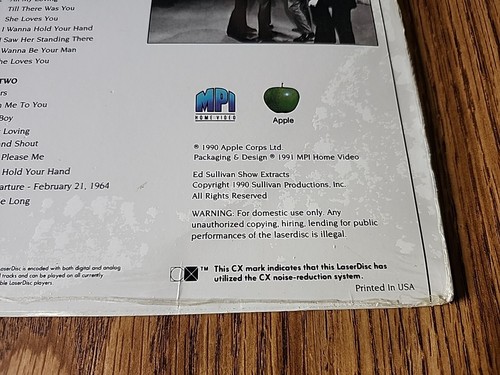 Till There Was You
She Loves You
I Wanna Hold Your Hand
Saw Her Standing There
Wanna Be Your Man
Loves You
TWO
Me To You
Boy
Loving
nd Shout
Please Me
Hold Your Hand
arture - February 21, 1964
e Long
MPI
HOME VIDEO
Apple
® 1990 Apple Corps Ltd.
Packaging & Design ® 1991 MPI Home Video
Ed Sullivan Show Extracts
Copyright 1990 Sullivan Productions, Inc.
All Rights Reserved
WARNING: For domestic use only. Any
unauthorized copying, hiring, lending for public
performances of the laserdisc is illegal.
LaserDisc is encoded with both digital and analog
tracks and can be played on all currently
ble LaserDisc players.
™ This CX mark indicates that this LaserDisc has
utilized the CX noise-reduction system.
Printed In USA